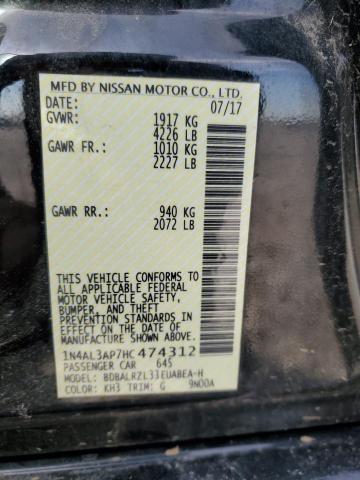 MFD BY NISSAN MOTOR CO., LTD.
DATE: 07/17
GVWR: 1917 KG
4226 LB
GAWR FR: 1010 KG
2227 LB
GAWR RR: 940 KG
2072 LB
THIS VEHICLE CONFORMS TO
ALL APPLICABLE FEDERAL
MOTOR VEHICLE SAFETY,
BUMPER, AND THEFT
PREVENTION STANDARDS
IN EFFECT ON THE DATE OF
MANUFACTURE SHOWN ABOVE.
1N4AL3AP7HC474312
PASSENGER CAR 645
MODEL: BDBALRZL33EUABEA-H
COLOR: KH3 TRIM: G 9N00A